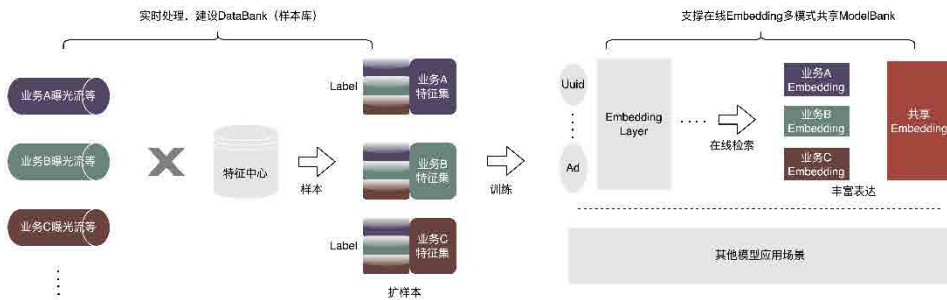 实时处理、建设DataBank（样本库）
支撑在线Embedding多模式共享ModelBank
业务A曝光流等
业务B曝光流等
业务C曝光流等
特征中心
样本
Label
业务A
特征集
业务B
特征集
Label
业务C
特征集
扩样本
训练
Uuid
Ad
Embedding
Layer
在线检索
业务A
Embedding
业务B
Embedding
业务C
Embedding
共享
Embedding
丰富表达
其他模型应用场景